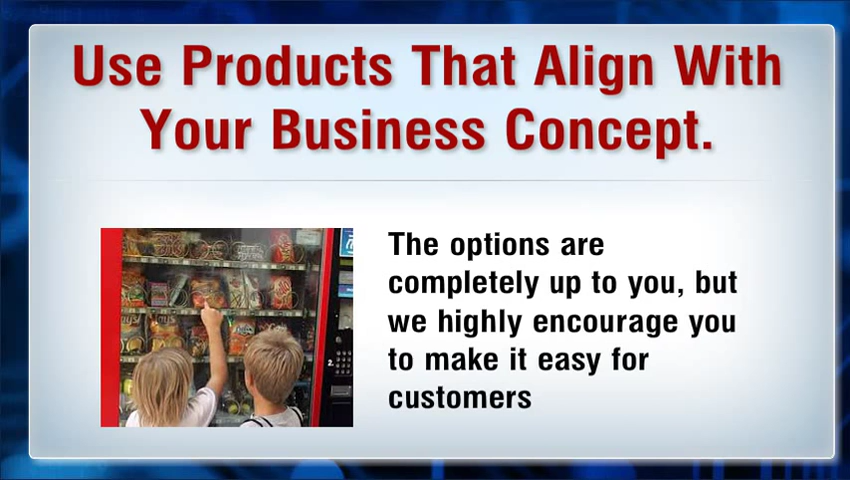 Use Products That Align With
Your Business Concept.
The options are
completely up to you, but
we highly encourage you
to make it easy for
customers